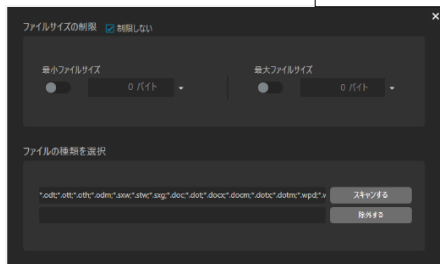 ファイルサイズの制限 制限しない
最小ファイルサイズ 最大ファイルサイズ
0 バイト 0 バイト
ファイルの種類を選択
*.odt;*.ott;*.oth;*.odm;*.sxw;*.stw;*.sxg;*.doc;*.dot;*.docx;*.docm;*.dotx;*.dotm;*.wpd;*.v スキャンする
除外する